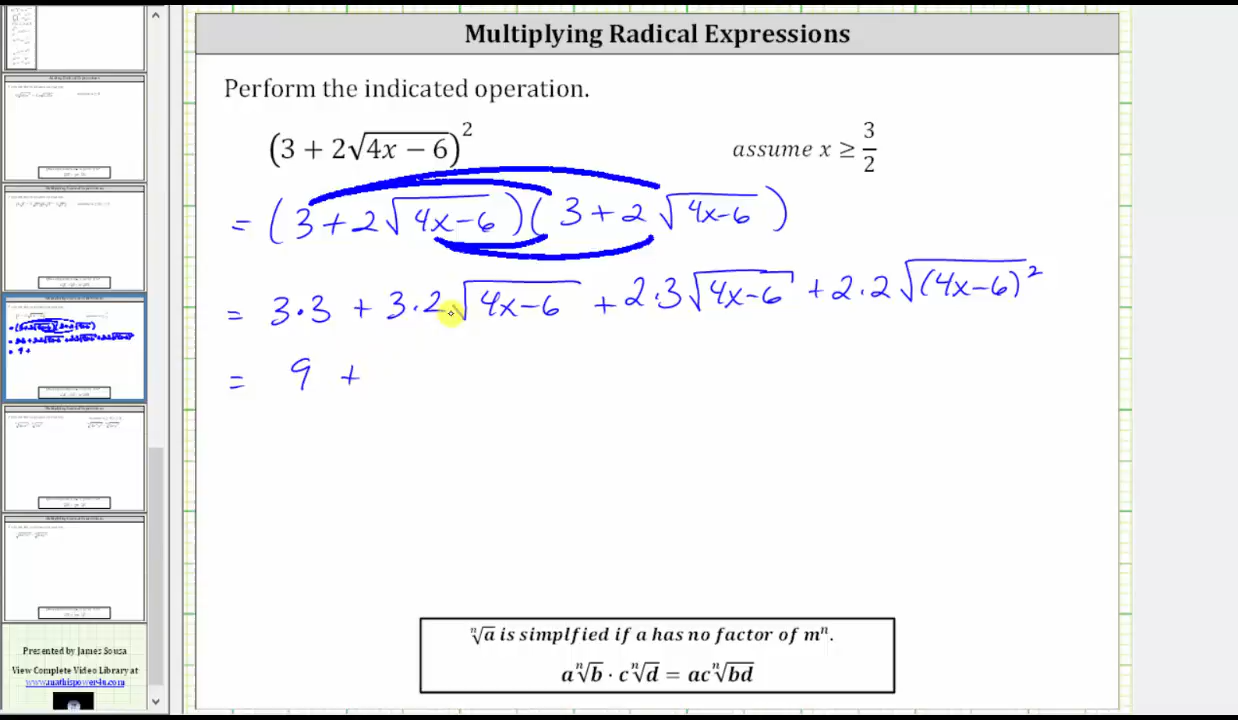 Multiplying Radical Expressions
Perform the indicated operation.
(3 + 2√(4x − 6))² assume x ≥ 3/2
= (3 + 2√(4x−6))(3 + 2√(4x−6))
= 3·3 + 3·2√(4x−6) + 2·3√(4x−6) + 2·2√((4x−6)²)
= 9 +
ⁿ√a is simplfied if a has no factor of mⁿ.
aⁿ√b · cⁿ√d = acⁿ√bd
Presented by James Sousa
View Complete Video Library at
www.mathispower4u.com